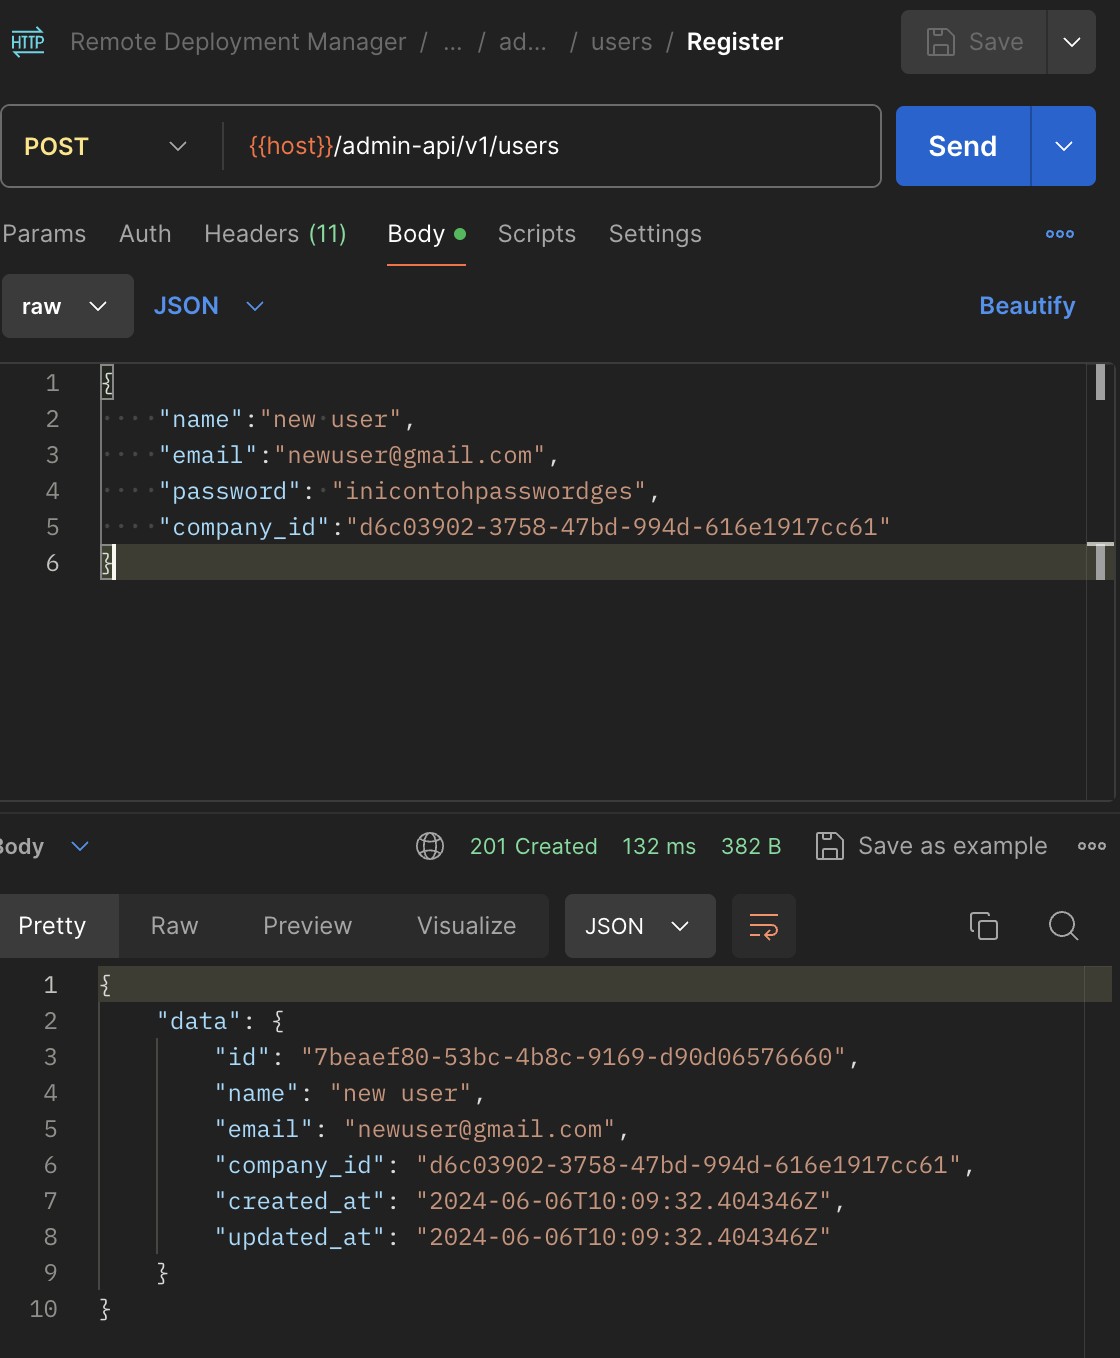 HTTP Remote Deployment Manager / ... / ad... / users / Register Save
POST {{host}}/admin-api/v1/users Send
Params Auth Headers (11) Body Scripts Settings
raw JSON Beautify
1 {
2 "name":"new user",
3 "email":"newuser@gmail.com",
4 "password": "inicontohpasswordges",
5 "company_id":"d6c03902-3758-47bd-994d-616e1917cc61"
6 }
Body 201 Created 132 ms 382 B Save as example
Pretty Raw Preview Visualize JSON
1 {
2 "data": {
3 "id": "7beaef80-53bc-4b8c-9169-d90d06576660",
4 "name": "new user",
5 "email": "newuser@gmail.com",
6 "company_id": "d6c03902-3758-47bd-994d-616e1917cc61",
7 "created_at": "2024-06-06T10:09:32.404346Z",
8 "updated_at": "2024-06-06T10:09:32.404346Z"
9 }
10 }